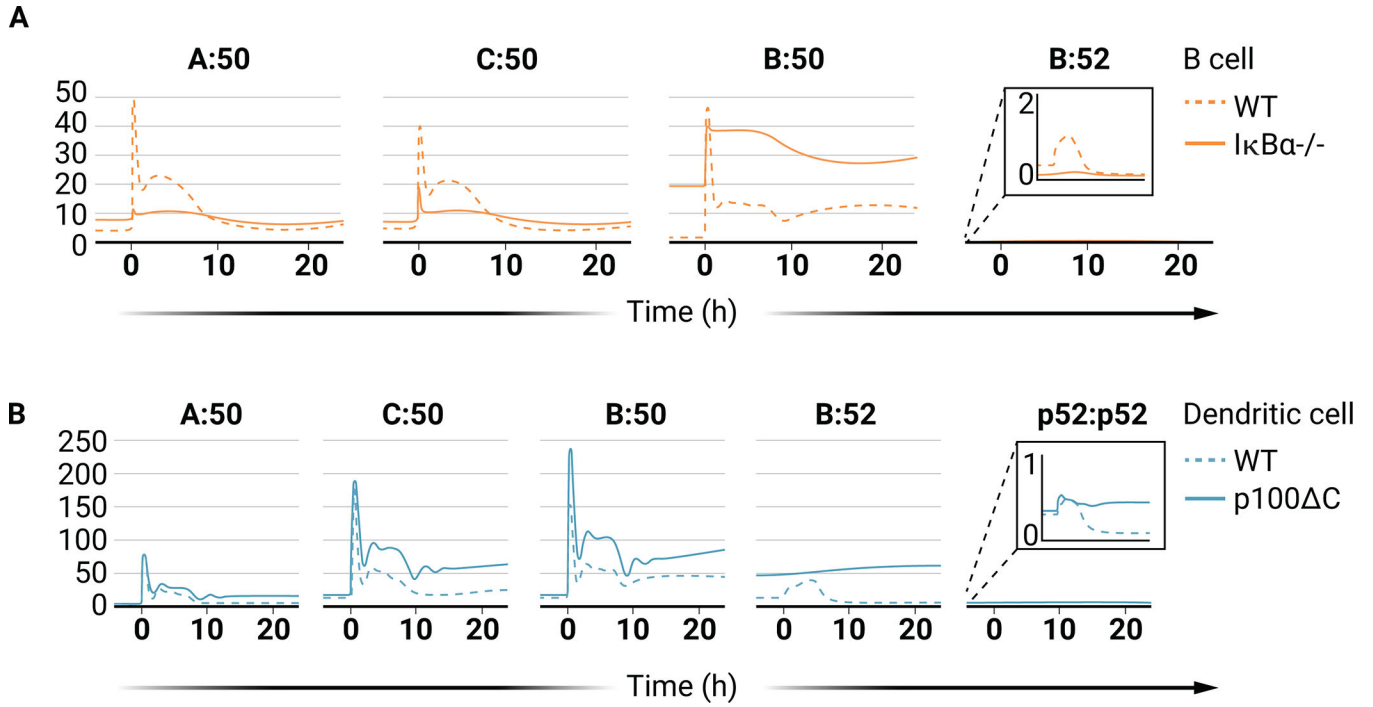 A
A:50 C:50 B:50 B:52 B cell
WT
IκBα-/-
50
40
30
20
10
0
2
0
0 10 20 0 10 20 0 10 20 0 10 20
Time (h)
B
A:50 C:50 B:50 B:52 p52:p52 Dendritic cell
WT
p100ΔC
250
200
150
100
50
0
1
0
0 10 20 0 10 20 0 10 20 0 10 20 0 10 20
Time (h)